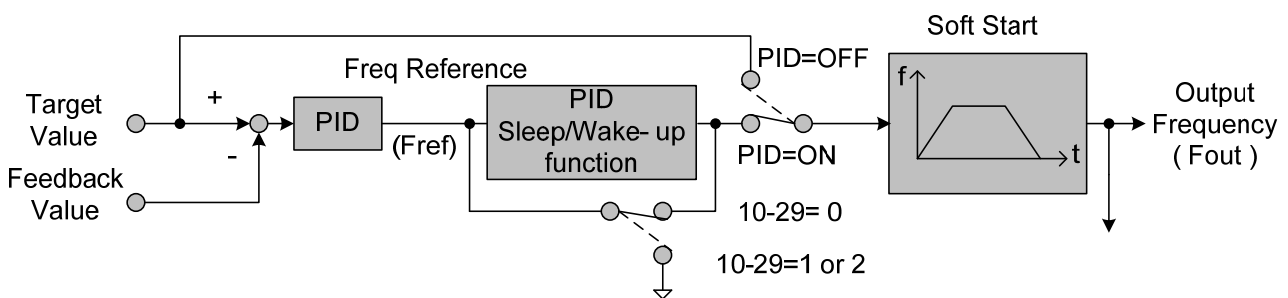 Soft Start
PID=OFF
Freq Reference
f
Target
Value
+
PID
(Fref)
PID
Sleep/Wake- up
function
PID=ON
t
Output
Frequency
( Fout )
-
Feedback
Value
10-29= 0
10-29=1 or 2